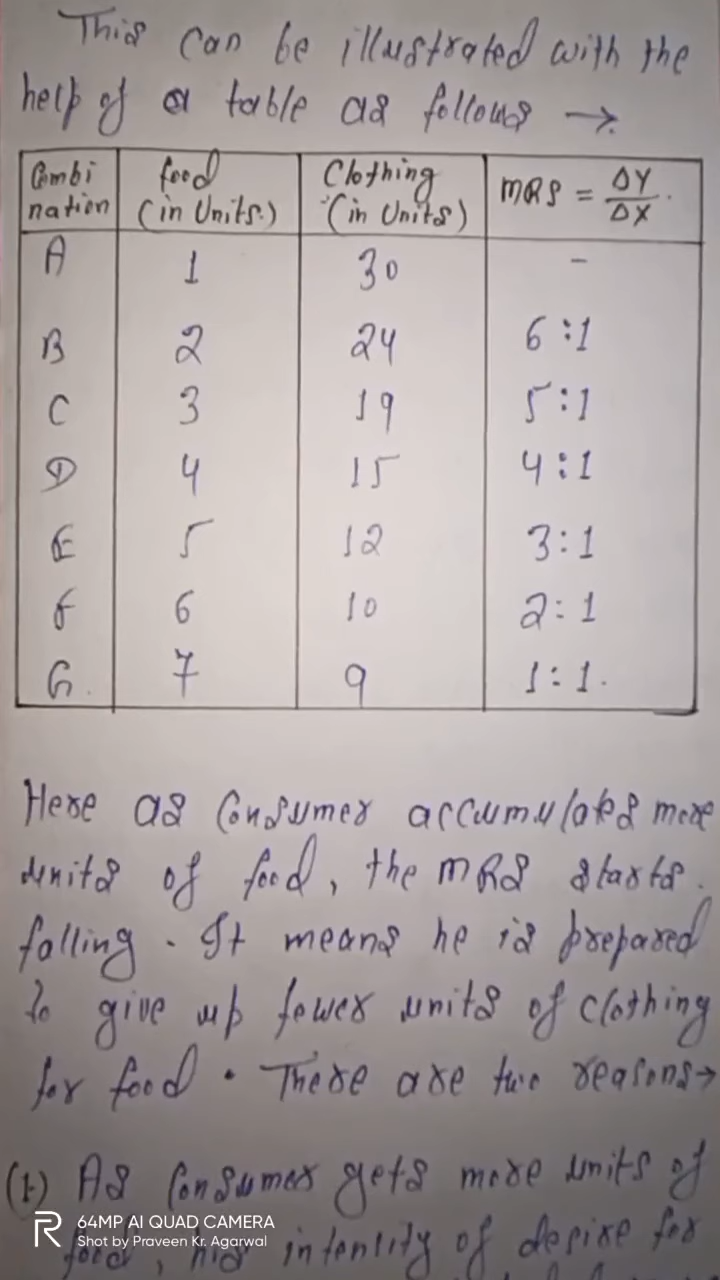 This can be illustrated with the
help of a table as follows →.
Combi food Clothing MRS = ΔY/ΔX.
nation (in Units.) (in Units)
A 1 30 -
B 2 24 6:1
C 3 19 5:1
D 4 15 4:1
E 5 12 3:1
F 6 10 2:1
G. 7 9 1:1.
Here as Consumer accumulates more
units of food, the MRS starts.
falling. It means he is prepared
to give up fewer units of clothing
for food. There are two reasons→
(1) As Consumer gets more units of
food, his intensity of desire for
64MP AI QUAD CAMERA
Shot by Praveen Kr. Agarwal